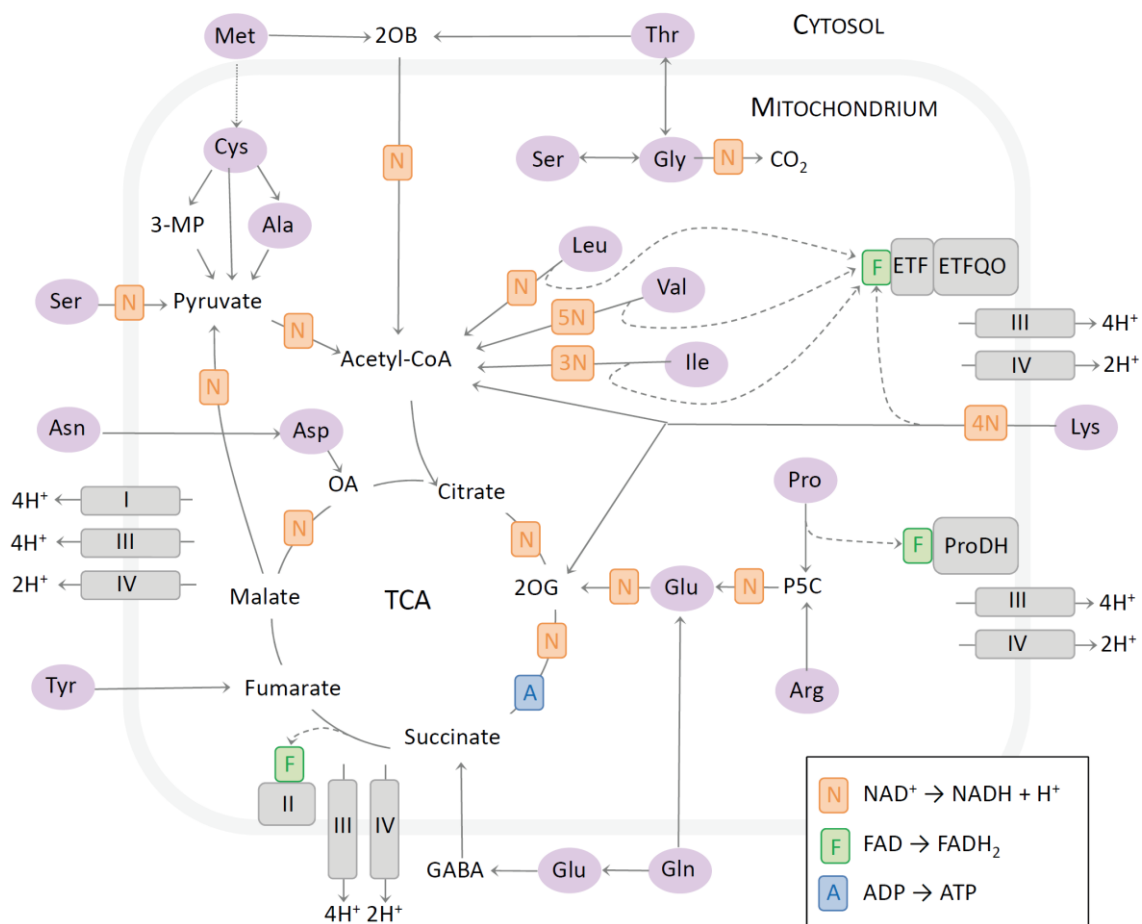 CYTOSOL
Met
2OB
Thr
MITOCHONDRIUM
Cys
N
Ser
Gly
N
CO₂
3-MP
Ala
Leu
F
ETF
ETFQO
Ser
N
Pyruvate
N
N
Val
5N
III
4H⁺
Acetyl-CoA
3N
Ile
IV
2H⁺
N
Asn
Asp
4N
Lys
OA
Citrate
Pro
4H⁺
I
N
N
F
ProDH
4H⁺
III
2H⁺
IV
Malate
TCA
2OG
N
Glu
N
P5C
III
4H⁺
N
IV
2H⁺
Tyr
Fumarate
A
Arg
Succinate
F
II
III
IV
GABA
Glu
Gln
4H⁺
2H⁺
N NAD⁺ → NADH + H⁺
F FAD → FADH₂
A ADP → ATP